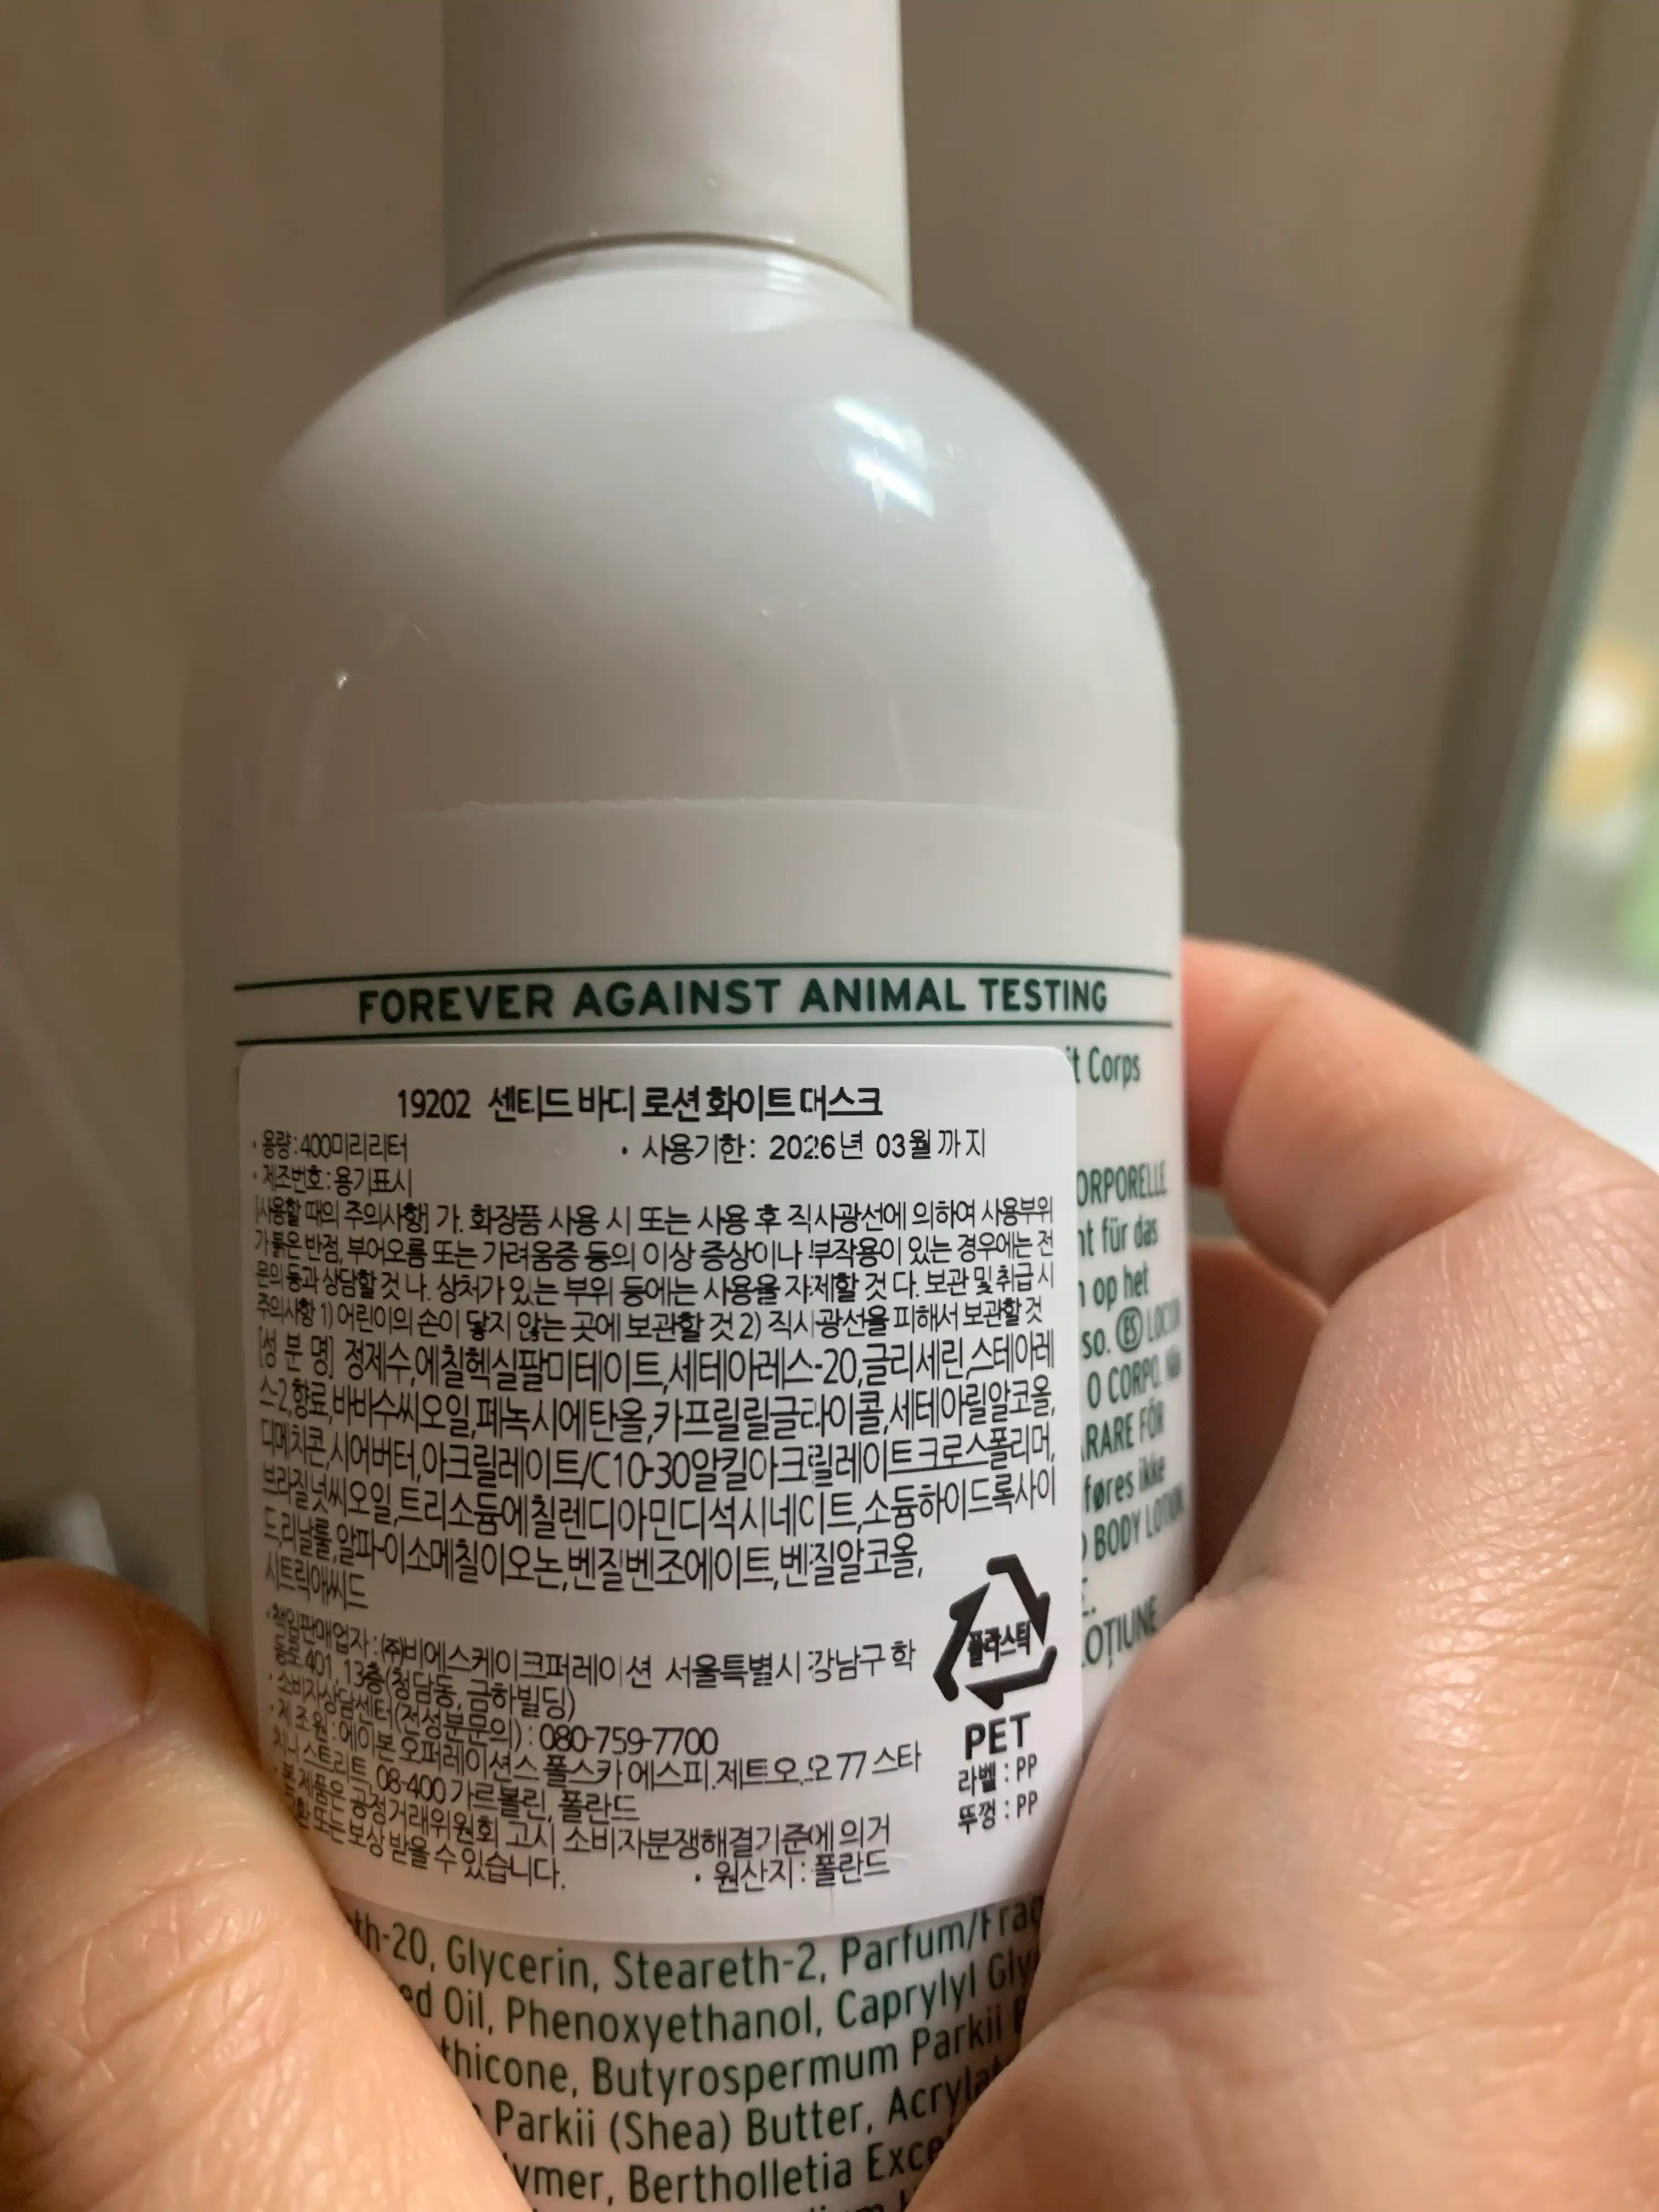 FOREVER AGAINST ANIMAL TESTING
it Corps
19202 센티드 바디 로션 화이트 머스크
· 용량 : 400미리리터
· 사용기한 : 2026년 03월까지
· 제조번호 : 용기표시
[사용할 때의 주의사항] 가. 화장품 사용 시 또는 사용 후 직사광선에 의하여 사용부위
가 붉은 반점, 부어오름 또는 가려움증 등의 이상 증상이나 부작용이 있는 경우에는 전
문의 등과 상담할 것 나. 상처가 있는 부위 등에는 사용을 자제할 것 다. 보관 및 취급 시
주의사항 1) 어린이의 손이 닿지 않는 곳에 보관할 것 2) 직사광선을 피해서 보관할 것
[성 분 명] 정제수,에칠헥실팔미테이트,세테아레스-20,글리세린,스테아레
스-2,향료,바바수씨오일,페녹시에탄올,카프릴릴글라이콜,세테아릴알코올,
디메치콘,시어버터,아크릴레이트/C10-30알킬아크릴레이트크로스폴리머,
브라질넛씨오일,트리소듐에칠렌디아민디석시네이트,소듐하이드록사이
드,리날룰,알파-이소메칠이오논,벤질벤조에이트,벤질알코올,
시트릭애씨드
· 책임판매업자 : (주)비에스케이코퍼레이션 서울특별시 강남구 학
동로 401, 13층(청담동, 금하빌딩)
· 소비자상담센터(전성분문의) : 080-759-7700
· 제 조 원 : 에이본 오퍼레이션스 폴스카 에스피.제트오.오 77 스타
치나 스트리트, 08-400 가르볼린, 폴란드
· 본 제품은 공정거래위원회 고시 소비자분쟁해결기준에 의거
교환 또는 보상 받을 수 있습니다.
· 원산지 : 폴란드
플라스틱
PET
라벨 : PP
뚜껑 : PP
ORPORELLE
nt für das
op het
so. ES
O CORPO.
RARE FÖR
føres ikke
BODY LOTION
OȚIUNE
th-20, Glycerin, Steareth-2, Parfum/Frag
ed Oil, Phenoxyethanol, Caprylyl Gly
thicone, Butyrospermum Parkii
Parkii (Shea) Butter, Acryla
ymer, Bertholletia Exce